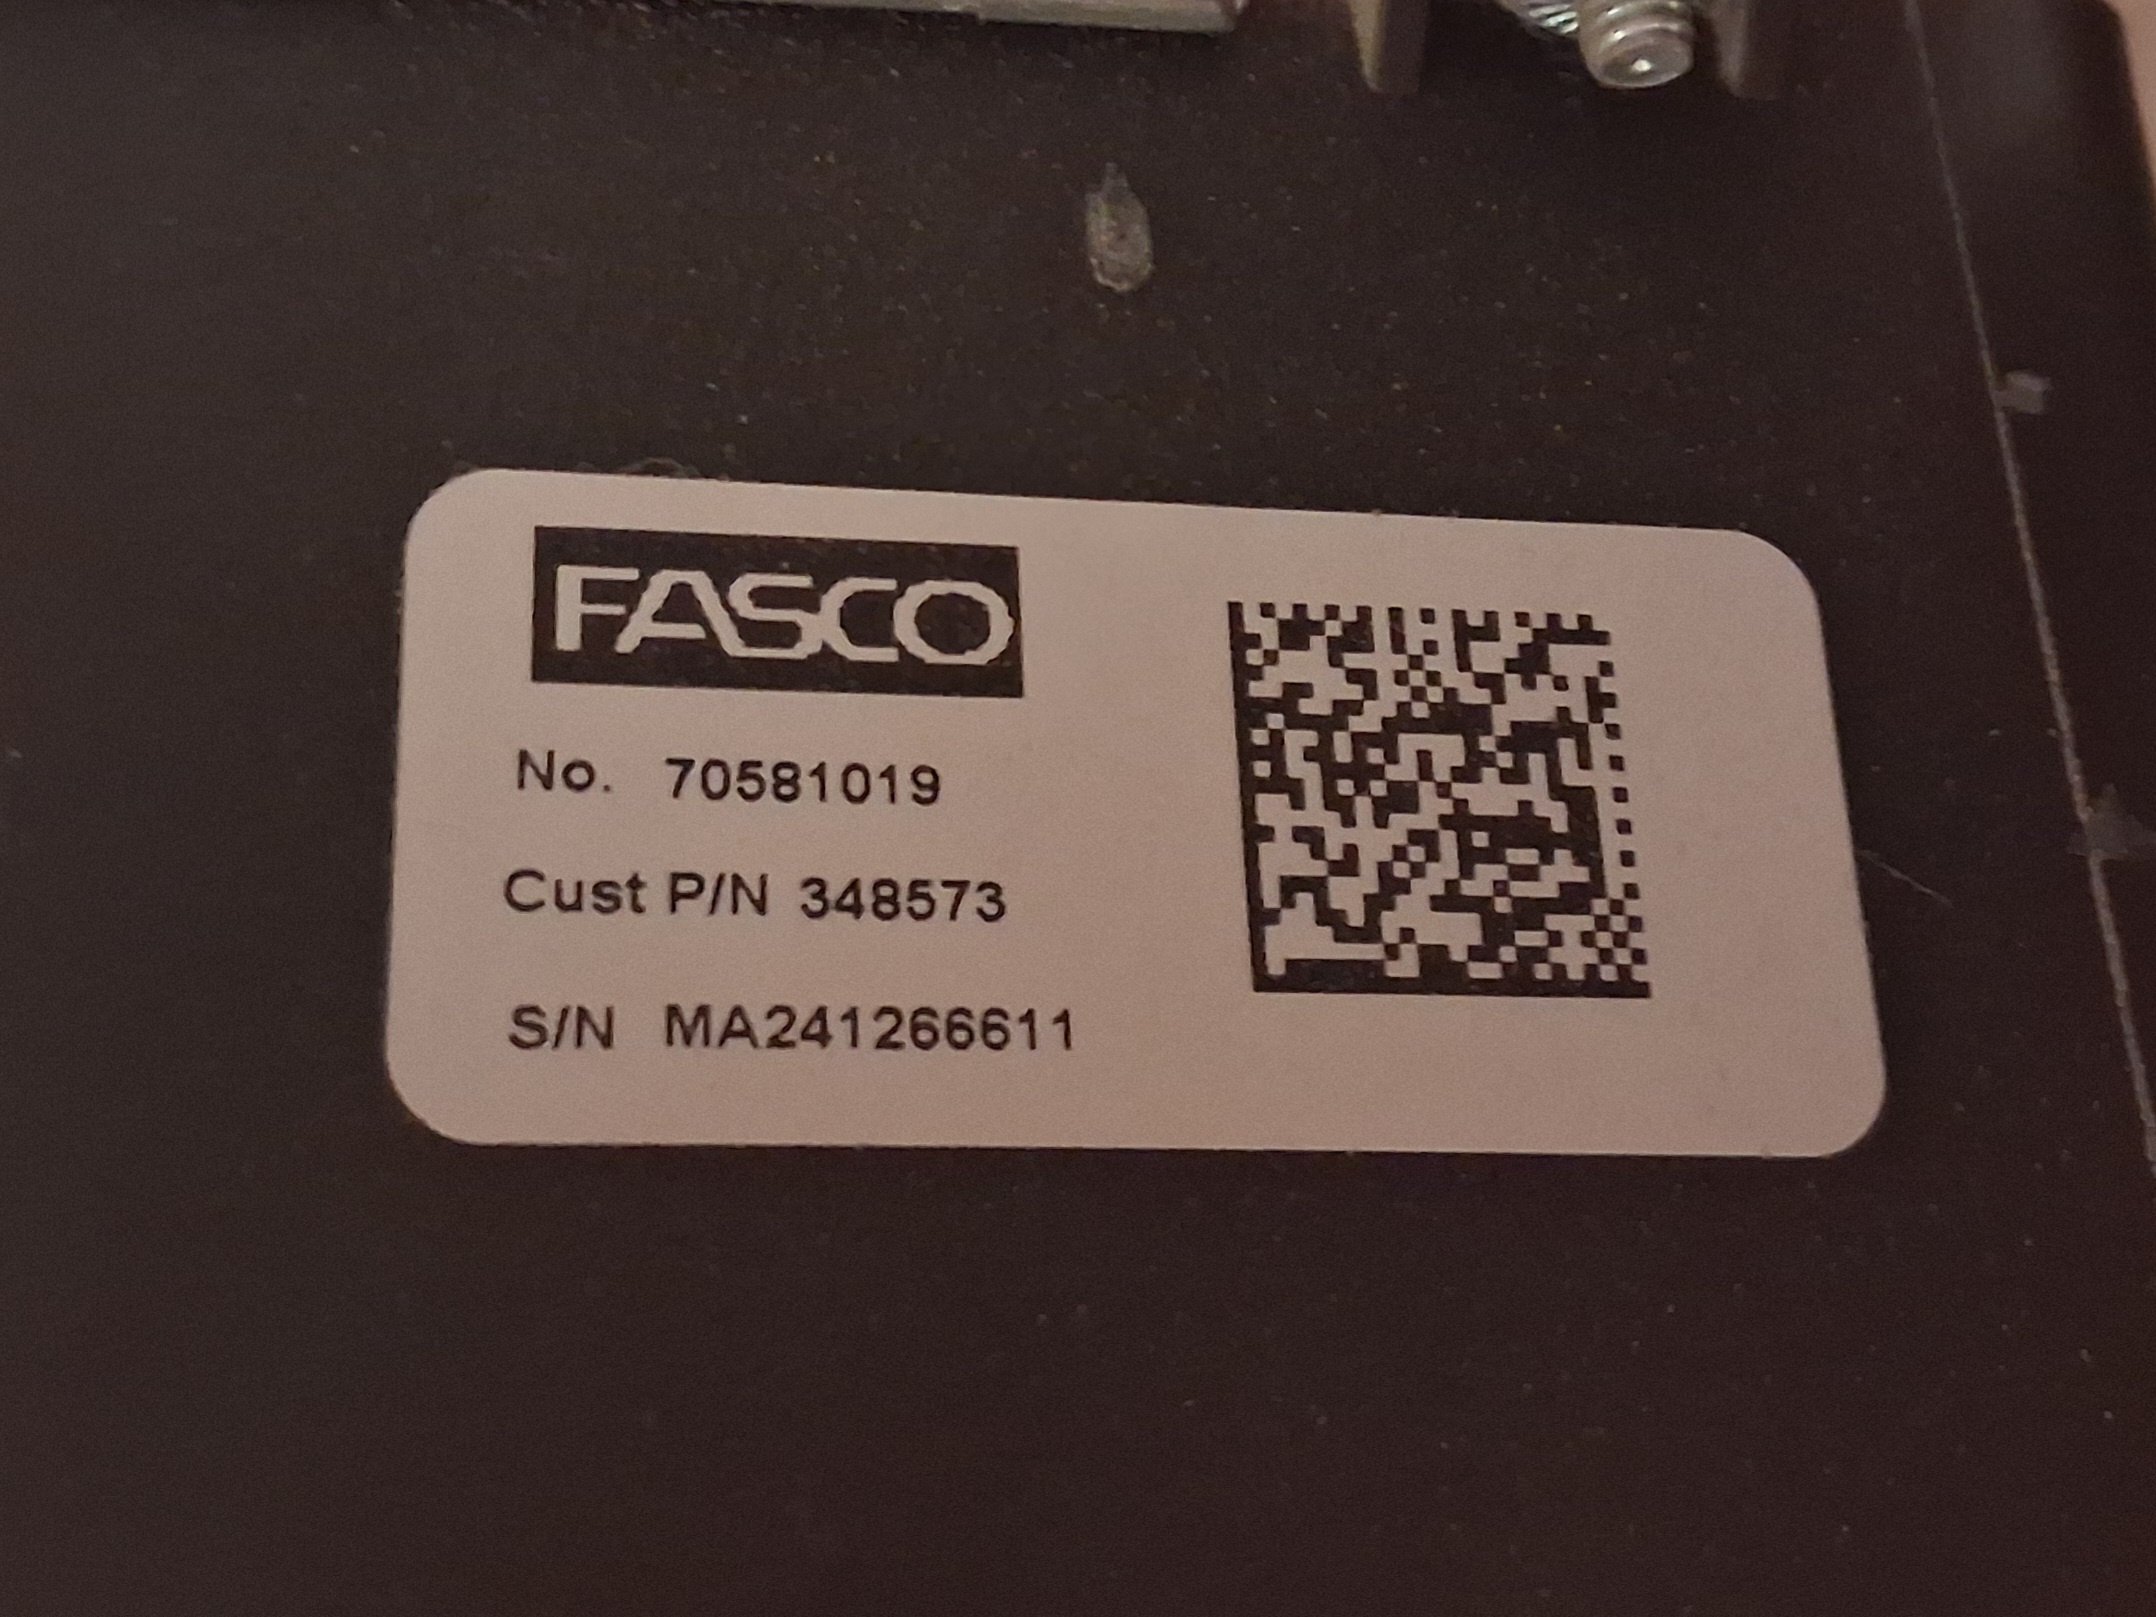 FASCO
No. 70581019
Cust P/N 348573
S/N MA241266611